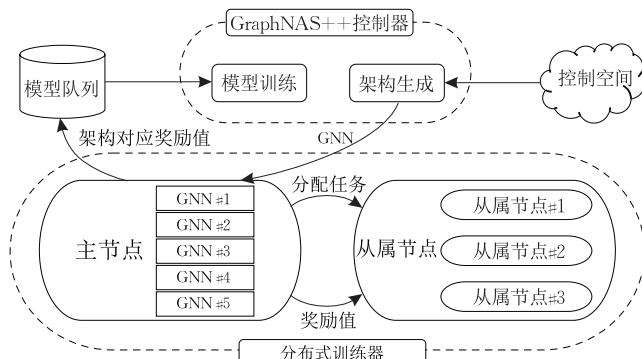 GraphNAS++控制器
模型队列
模型训练
架构生成
控制空间
架构对应奖励值
GNN
分配任务
主节点
GNN #1
GNN #2
GNN #3
GNN #4
GNN #5
从属节点
从属节点#1
从属节点#2
从属节点#3
奖励值
分布式训练器